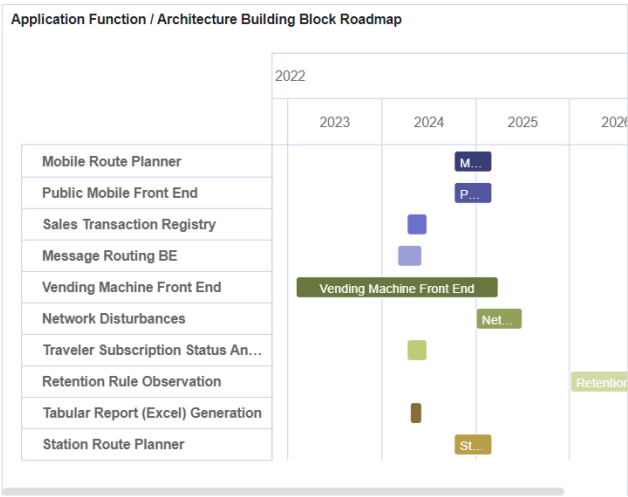 Application Function / Architecture Building Block Roadmap
2022
2023 2024 2025 2026
Mobile Route Planner M...
Public Mobile Front End P...
Sales Transaction Registry
Message Routing BE
Vending Machine Front End Vending Machine Front End
Network Disturbances Net...
Traveler Subscription Status An...
Retention Rule Observation Retention
Tabular Report (Excel) Generation
Station Route Planner St...